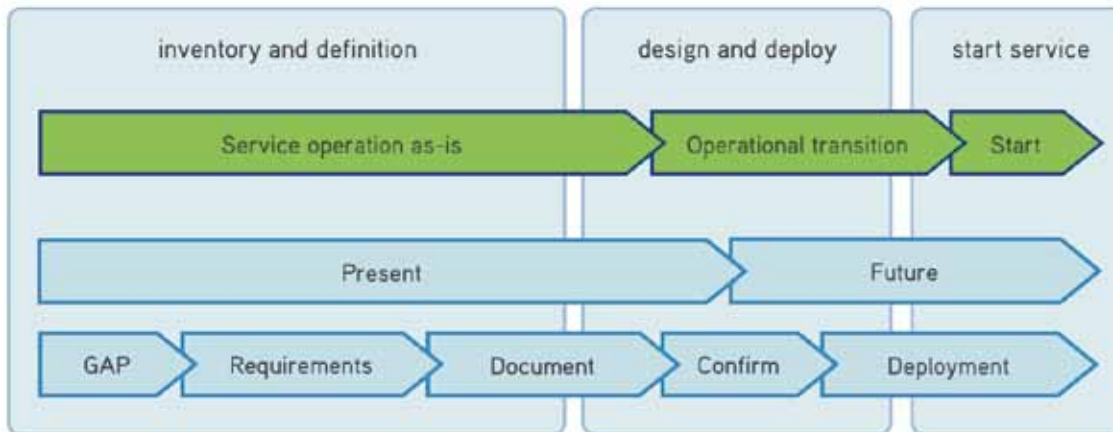 inventory and definition
design and deploy
start service
Service operation as-is
Operational transition
Start
Present
Future
GAP
Requirements
Document
Confirm
Deployment